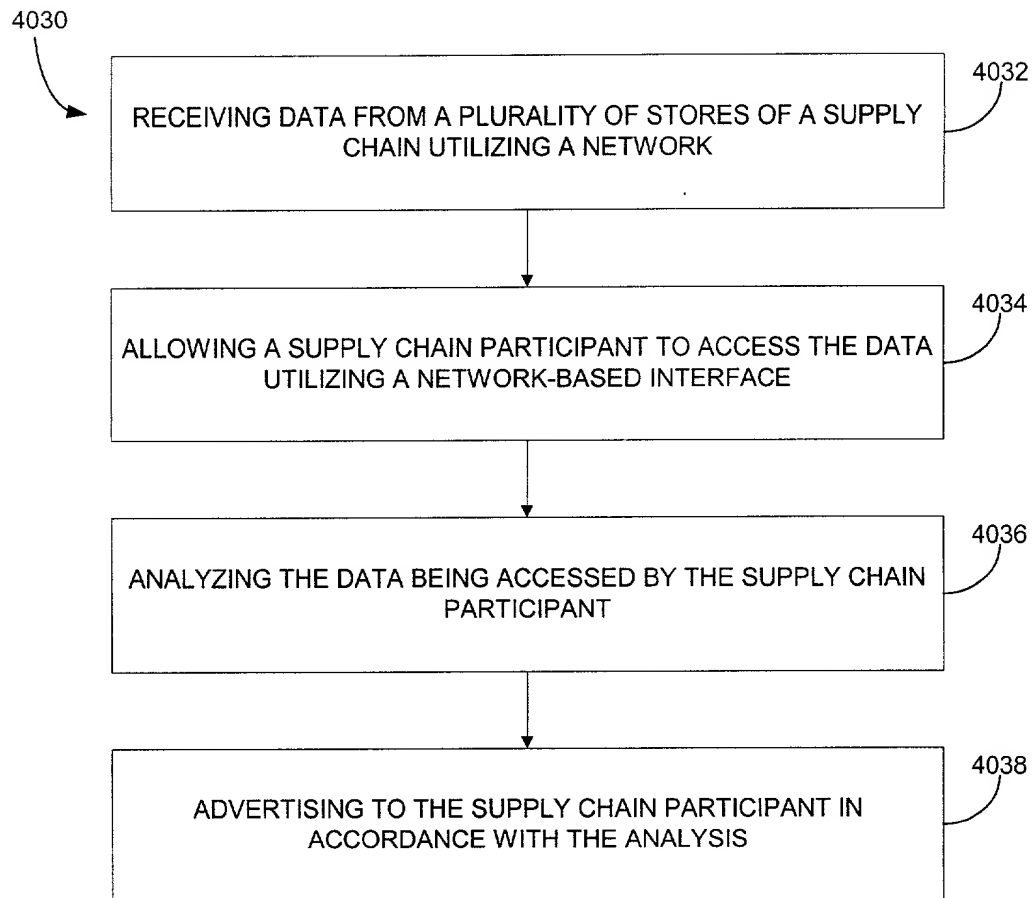 4030
4032
RECEIVING DATA FROM A PLURALITY OF STORES OF A SUPPLY
CHAIN UTILIZING A NETWORK
4034
ALLOWING A SUPPLY CHAIN PARTICIPANT TO ACCESS THE DATA
UTILIZING A NETWORK-BASED INTERFACE
4036
ANALYZING THE DATA BEING ACCESSED BY THE SUPPLY CHAIN
PARTICIPANT
4038
ADVERTISING TO THE SUPPLY CHAIN PARTICIPANT IN
ACCORDANCE WITH THE ANALYSIS